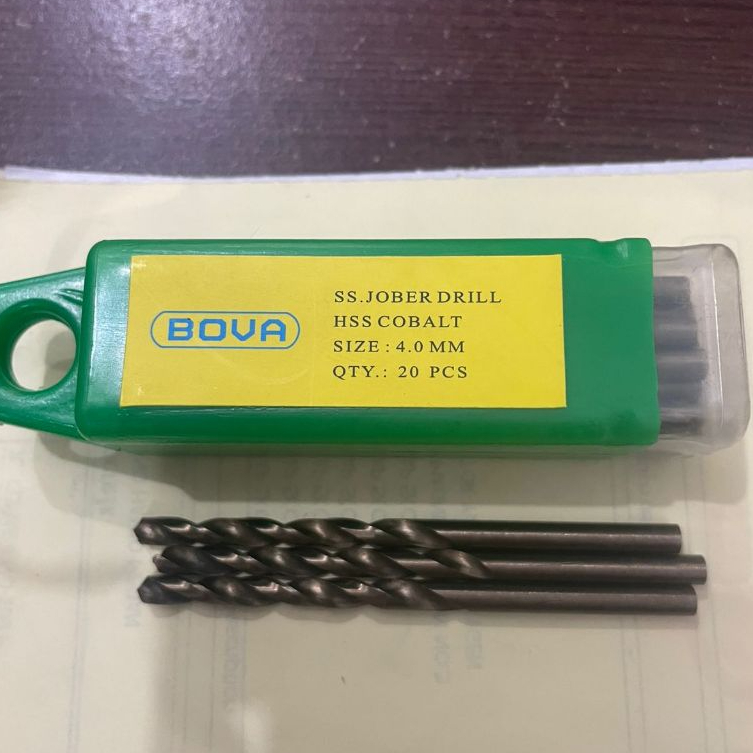 BOVA
SS.JOBER DRILL
HSS COBALT
SIZE : 4.0 MM
QTY.: 20 PCS